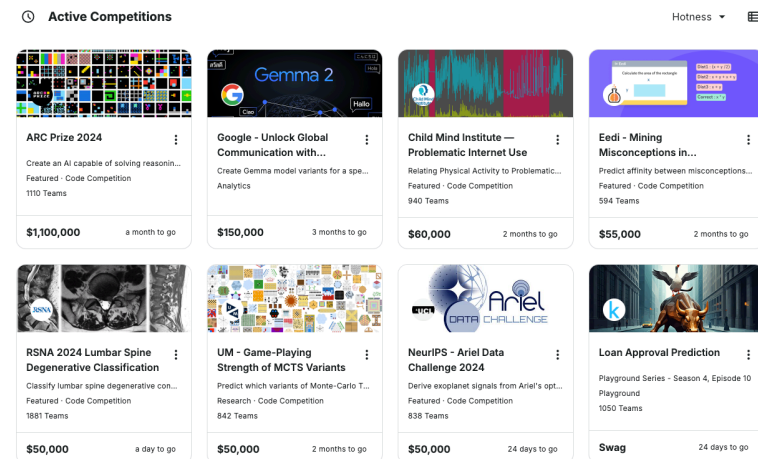 Active Competitions
Hotness
ARC PRIZE
Gemma 2
Hallo
Ciao
Hola
Calculate the area of the rectangle
ARC Prize 2024
Create an AI capable of solving reasonin...
Featured · Code Competition
1110 Teams
$1,100,000
a month to go
Google - Unlock Global
Communication with...
Create Gemma model variants for a spe...
Analytics
$150,000
3 months to go
Child Mind Institute —
Problematic Internet Use
Relating Physical Activity to Problematic...
Featured · Code Competition
940 Teams
$60,000
2 months to go
Eedi - Mining
Misconceptions in...
Predict affinity between misconceptions...
Featured · Code Competition
594 Teams
$55,000
2 months to go
RSNA
UCL
Ariel
DATA CHALLENGE
k
RSNA 2024 Lumbar Spine
Degenerative Classification
Classify lumbar spine degenerative con...
Featured · Code Competition
1881 Teams
$50,000
a day to go
UM - Game-Playing
Strength of MCTS Variants
Predict which variants of Monte-Carlo T...
Research · Code Competition
842 Teams
$50,000
2 months to go
NeurIPS - Ariel Data
Challenge 2024
Derive exoplanet signals from Ariel's opt...
Featured · Code Competition
838 Teams
$50,000
24 days to go
Loan Approval Prediction
Playground Series - Season 4, Episode 10
Playground
1050 Teams
Swag
24 days to go